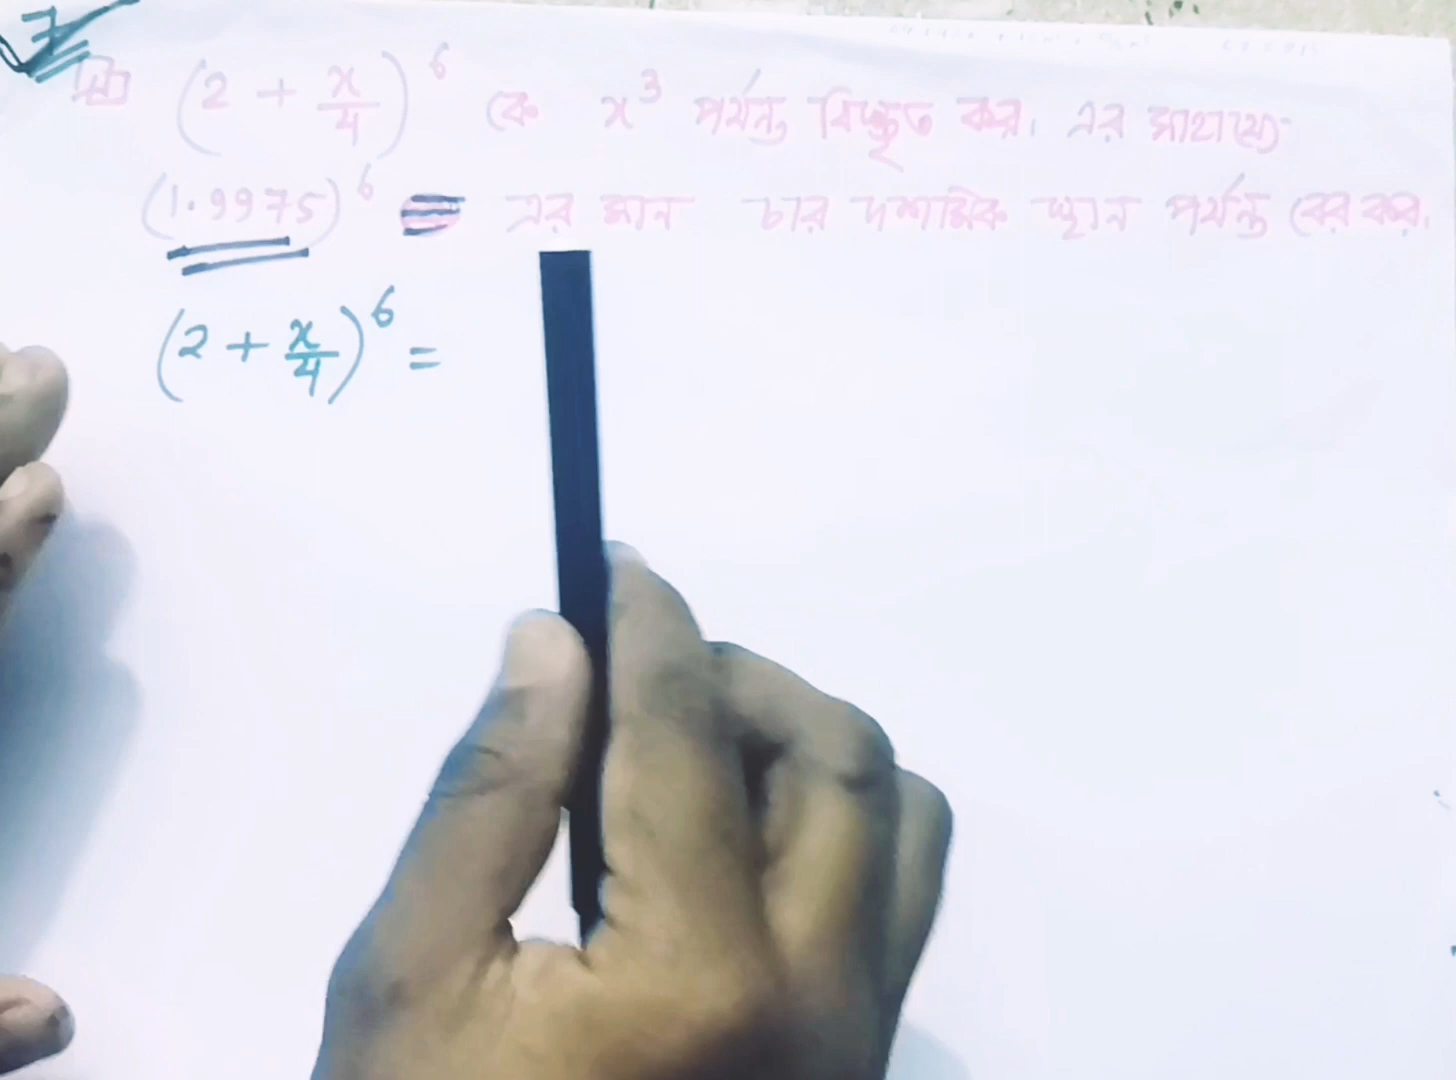 (2 + x/4)^6 কে x^3 পর্যন্ত বিস্তৃত কর। এর সাহায্যে
(1.9975)^6 এর মান চার দশমিক স্থান পর্যন্ত বের কর।
(2 + x/4)^6 =